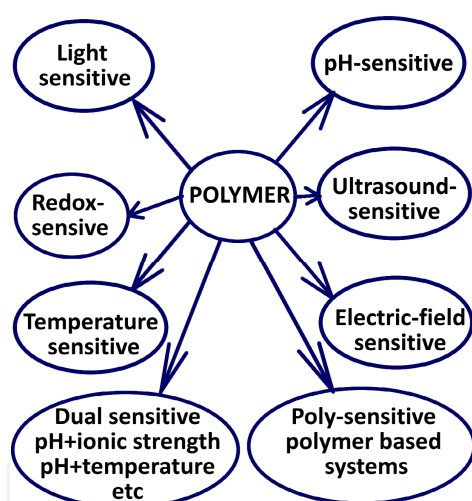 Light
sensitive
pH-sensitive
POLYMER
Redox-
sensive
Ultrasound-
sensitive
Temperature
sensitive
Electric-field
sensitive
Dual sensitive
pH+ionic strength
pH+temperature
etc
Poly-sensitive
polymer based
systems